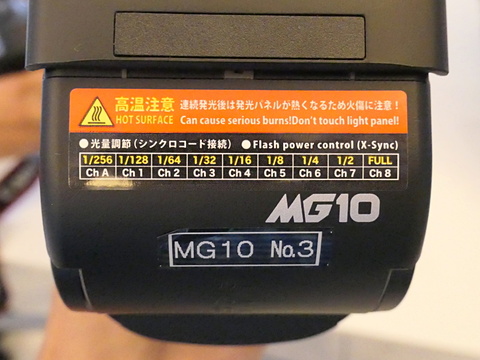 高温注意 連続発光後は発光パネルが熱くなるため火傷に注意!
HOT SURFACE Can cause serious burns!Don't touch light panel!
●光量調節(シンクロコード接続) ●Flash power control (X-Sync)
1/256 1/128 1/64 1/32 1/16 1/8 1/4 1/2 FULL
Ch A Ch 1 Ch 2 Ch 3 Ch 4 Ch 5 Ch 6 Ch 7 Ch 8
MG10
MG10 No.3